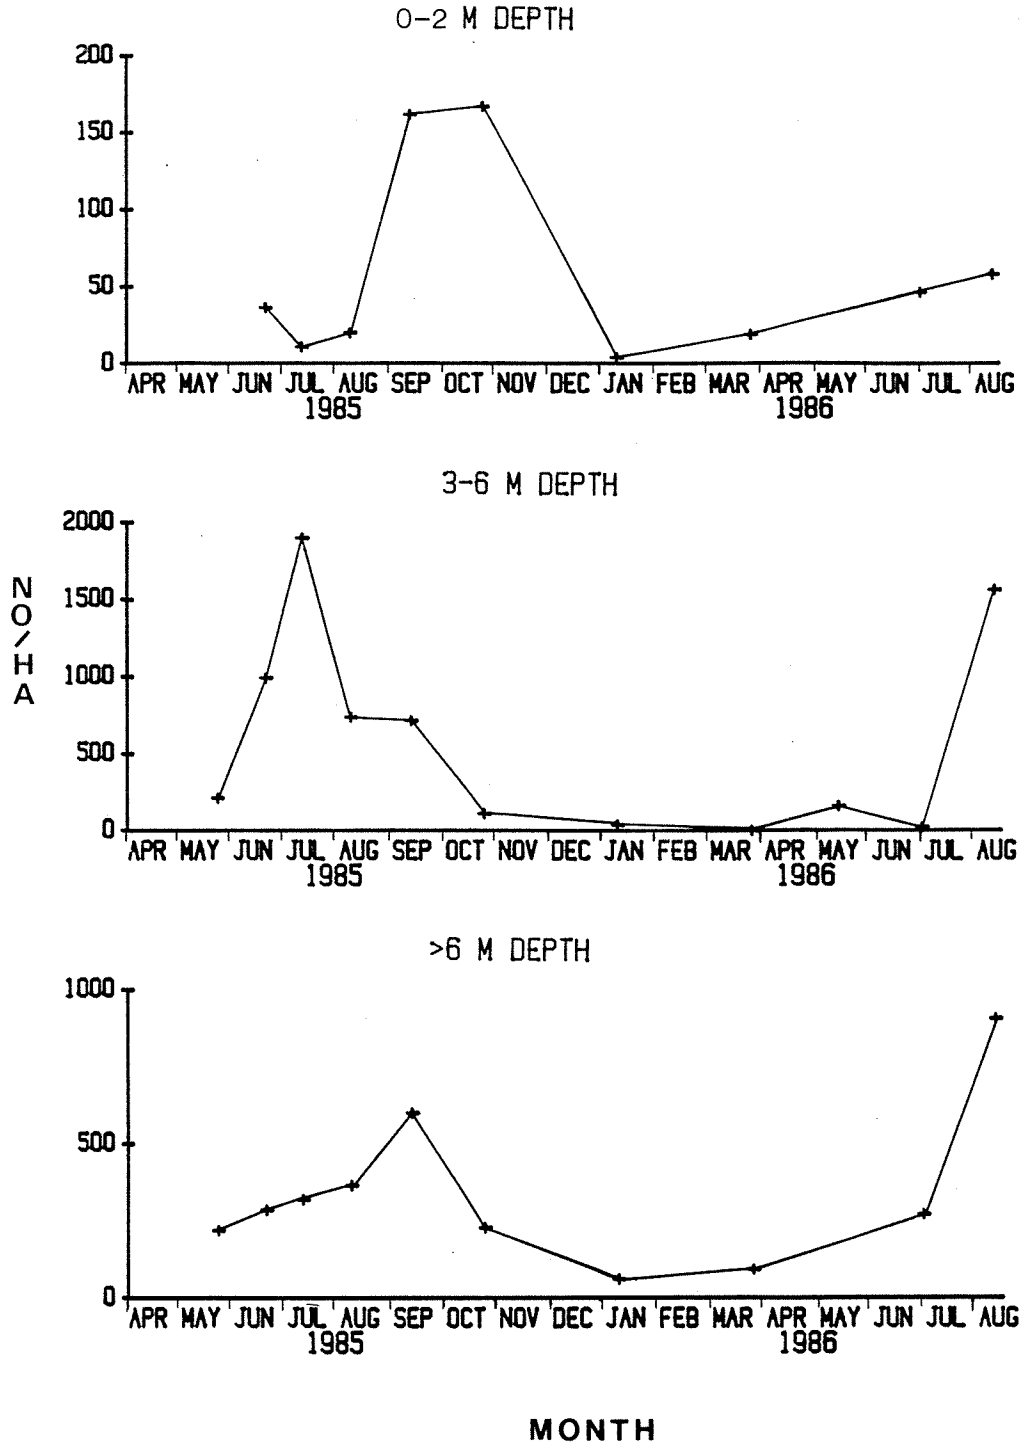 0-2 M DEPTH
200
150
100
50
0
APR MAY JUN JUL AUG SEP OCT NOV DEC JAN FEB MAR APR MAY JUN JUL AUG
1985 1986
3-6 M DEPTH
2000
1500
1000
500
0
NO/HA
APR MAY JUN JUL AUG SEP OCT NOV DEC JAN FEB MAR APR MAY JUN JUL AUG
1985 1986
>6 M DEPTH
1000
500
0
APR MAY JUN JUL AUG SEP OCT NOV DEC JAN FEB MAR APR MAY JUN JUL AUG
1985 1986
MONTH